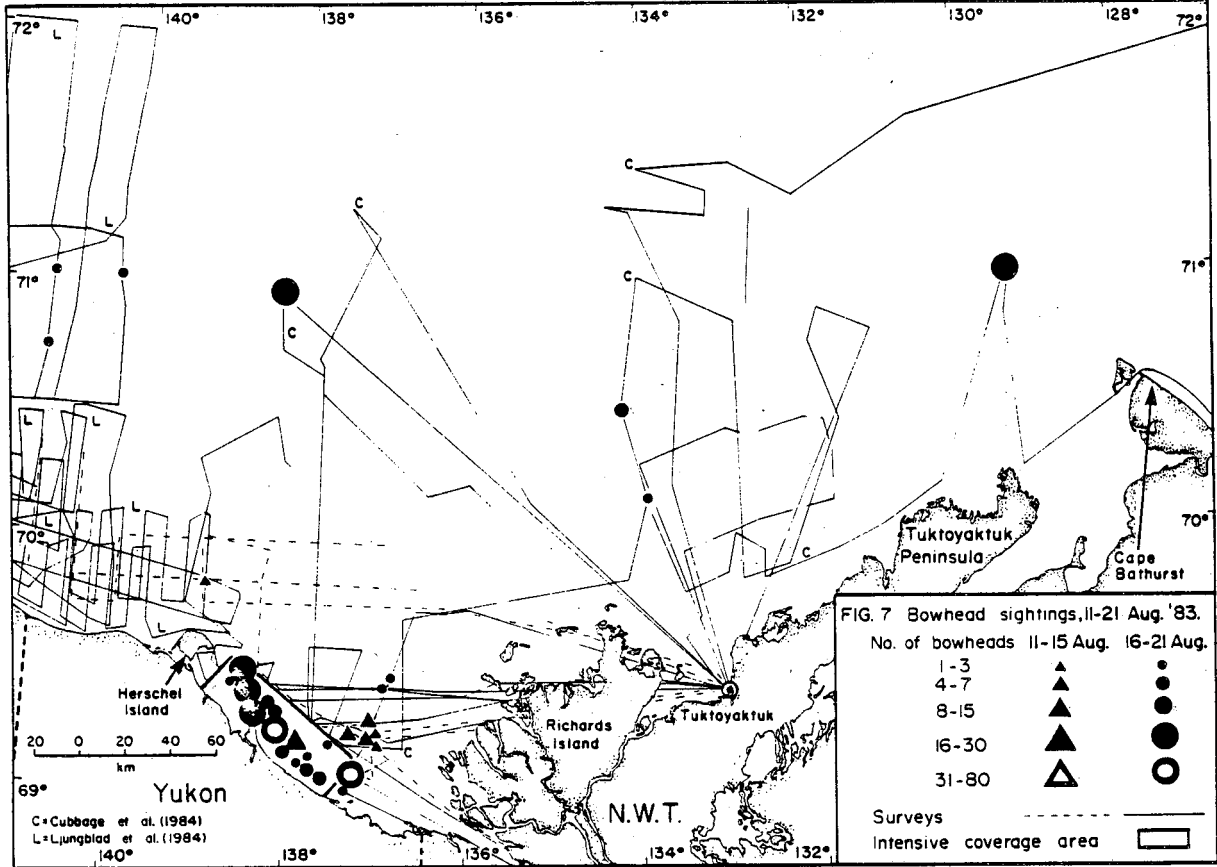 140° 138° 136° 134° 132° 130° 128°
72° 72°
L
L
L
C
C
C
C
71° 71°
L
L
L
L
L
70° 70°
C
C
Tuktoyaktuk
Peninsula
Cape
Bathurst
Herschel
Island
Richards
Island
Tuktoyaktuk
20 0 20 40 60
km
69°
Yukon
N.W.T.
C = Cubbage et al. (1984)
L = Ljungblad et al. (1984)
140° 138° 136° 134° 132°
FIG. 7 Bowhead sightings, 11-21 Aug. '83.
No. of bowheads 11-15 Aug. 16-21 Aug.
1-3
4-7
8-15
16-30
31-80
Surveys
Intensive coverage area